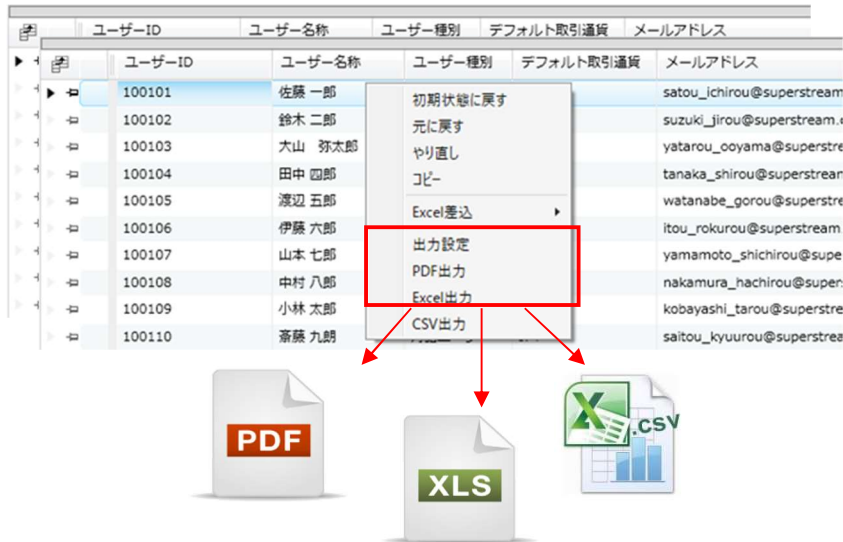 ユーザーID ユーザー名称 ユーザー種別 デフォルト取引通貨 メールアドレス
ユーザーID ユーザー名称 ユーザー種別 デフォルト取引通貨 メールアドレス
100101 佐藤 一郎 satou_ichirou@superstream
100102 鈴木 二郎 suzuki_jirou@superstream.
100103 大山 弥太郎 yatarou_ooyama@superstre
100104 田中 四郎 tanaka_shirou@superstrear
100105 渡辺 五郎 watanabe_gorou@superstre
100106 伊藤 六郎 itou_rokurou@superstream
100107 山本 七郎 yamamoto_shichirou@supe
100108 中村 八郎 nakamura_hachirou@super
100109 小林 太郎 kobayashi_tarou@superstre
100110 斎藤 九朗 saitou_kyuurou@superstrea
初期状態に戻す
元に戻す
やり直し
コピー
Excel差込
出力設定
PDF出力
Excel出力
CSV出力
PDF
XLS
.csv